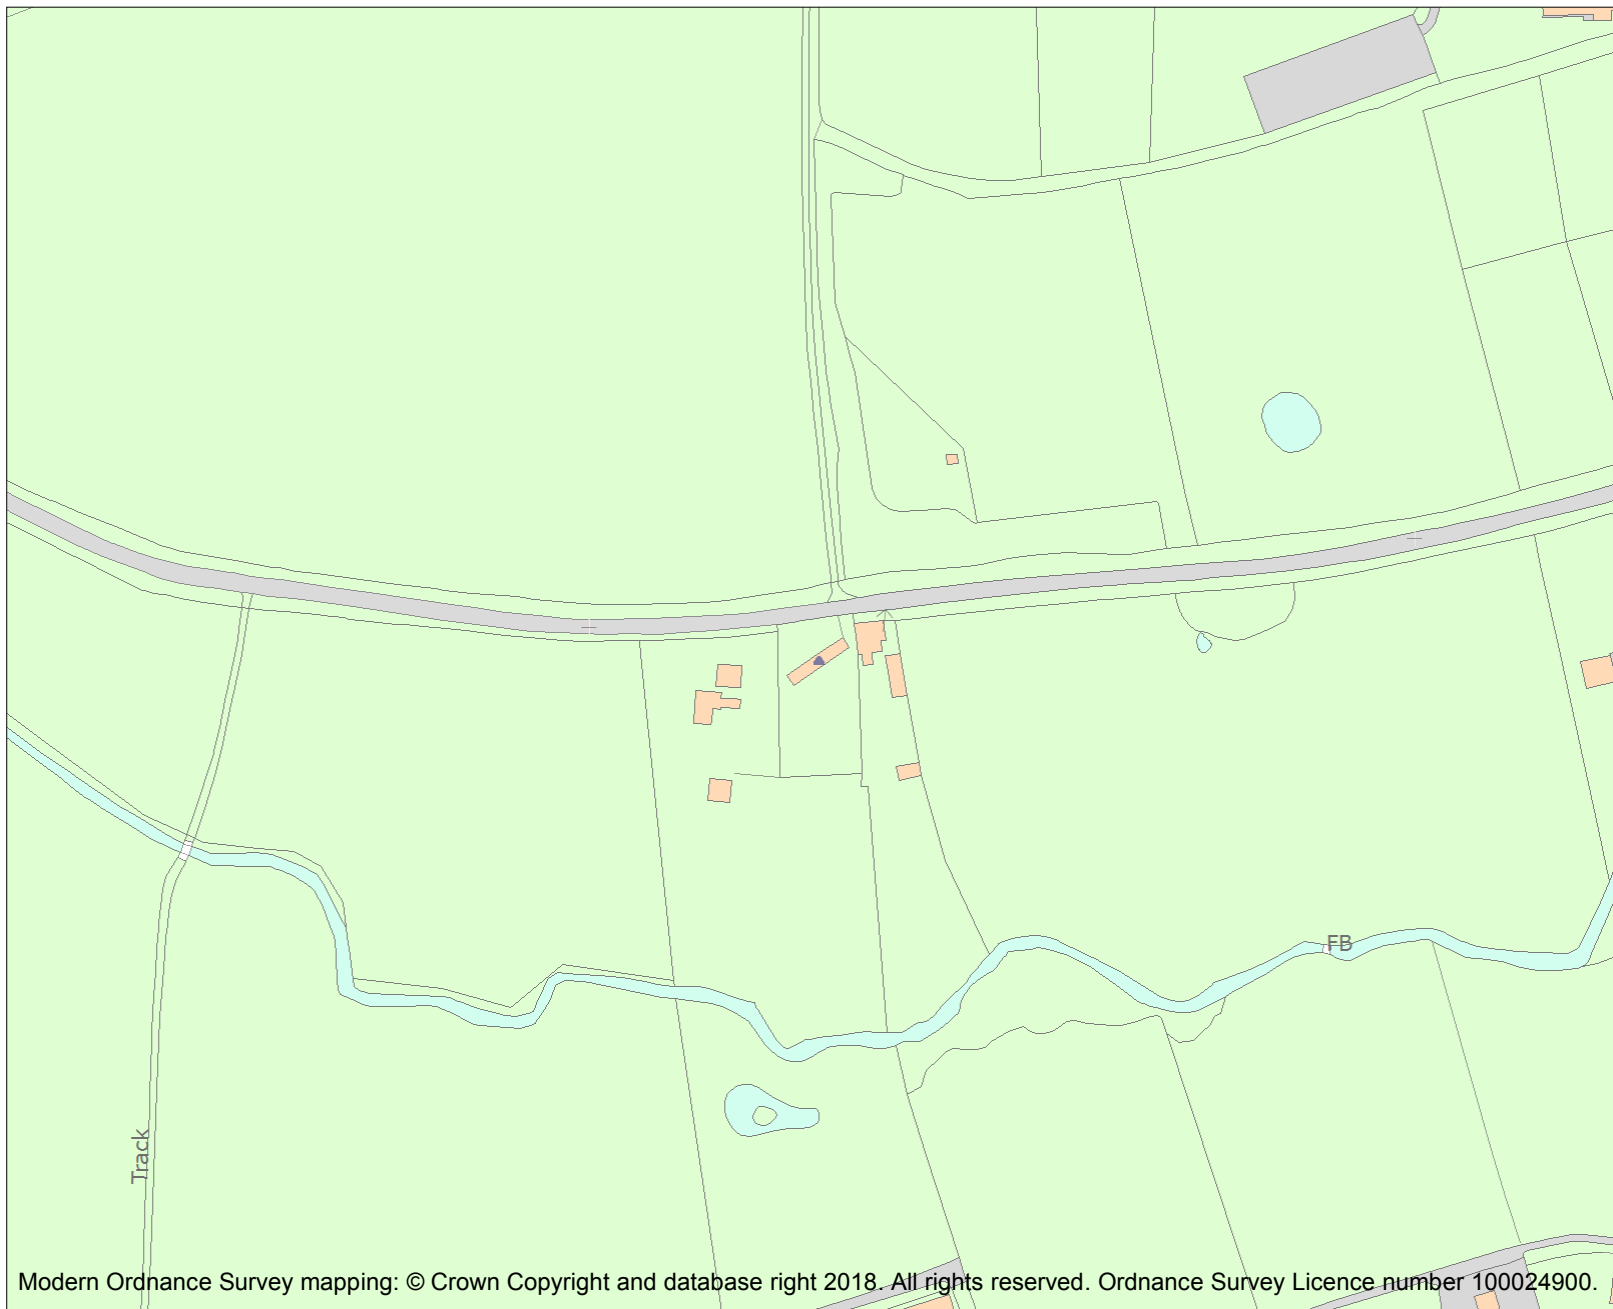 FB
Track
Modern Ordnance Survey mapping: © Crown Copyright and database right 2018. All rights reserved. Ordnance Survey Licence number 100024900.